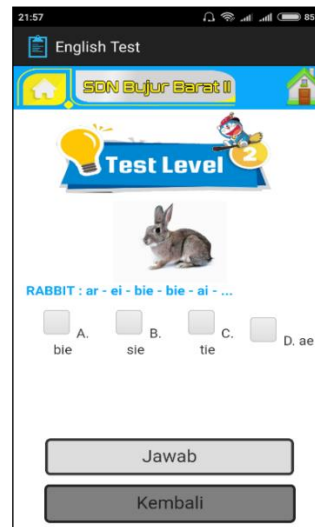 21:57 85
English Test
SDN Bujur Barat II
Test Level 2
RABBIT : ar - ei - bie - bie - ai - ...
A. bie
B. sie
C. tie
D. ae
Jawab
Kembali